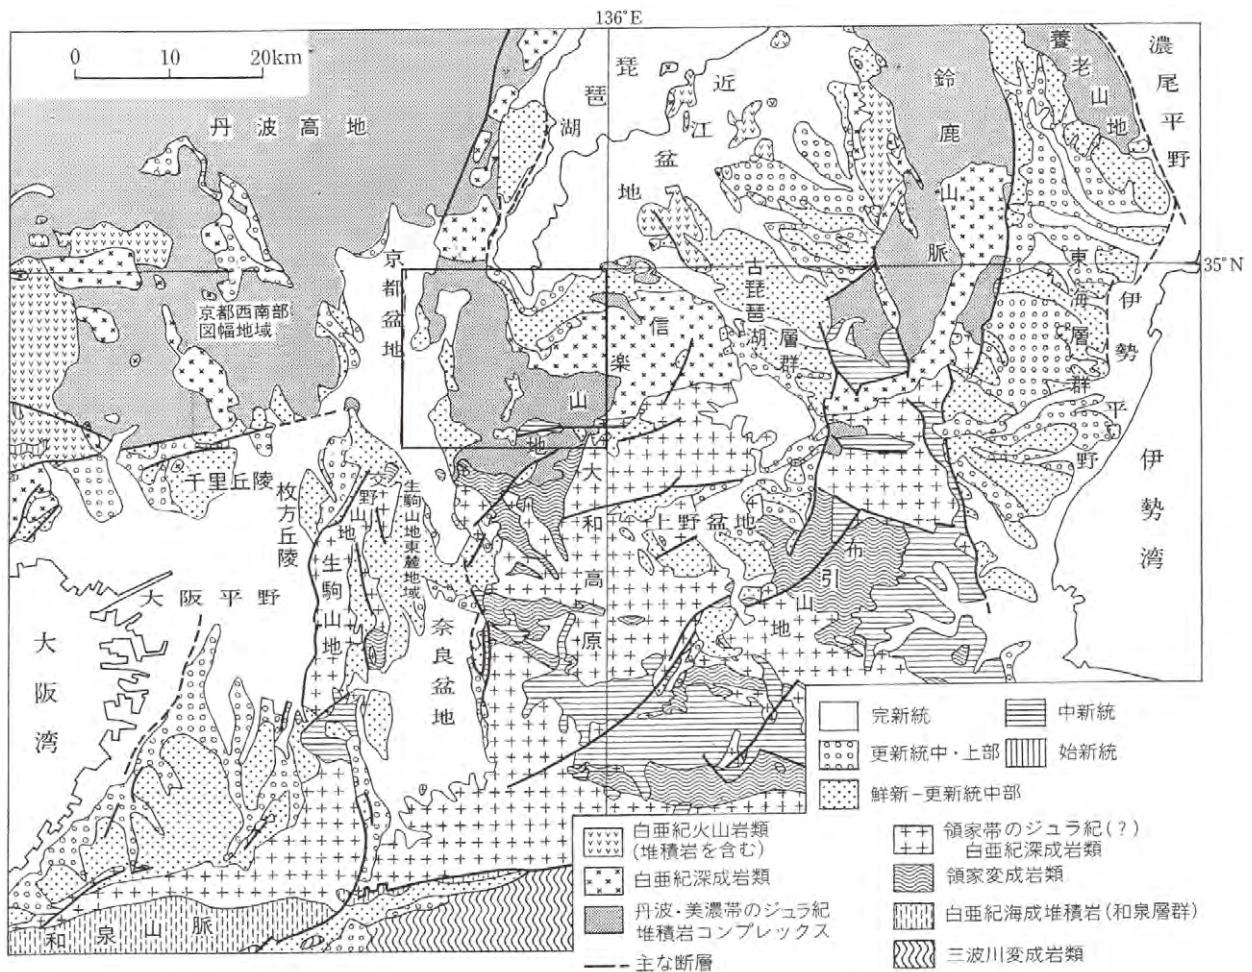 136°E
0 10 20km
丹波高地
琵琶湖
近江盆地
鈴鹿山脈
養老山地
濃尾平野
35°N
京都盆地
京都西南部
図幅地域
信楽山地
古琵琶湖層群
東海層群
伊勢平野
伊勢湾
千里丘陵
枚方丘陵
交野山地
生駒山地東麓地域
生駒山地
大和高原
上野盆地
布引山地
大阪平野
奈良盆地
大阪湾
和泉山脈
完新統
更新統中・上部
鮮新-更新統中部
中新統
始新統
白亜紀火山岩類
(堆積岩を含む)
白亜紀深成岩類
丹波・美濃帯のジュラ紀
堆積岩コンプレックス
主な断層
領家帯のジュラ紀(?)
白亜紀深成岩類
領家変成岩類
白亜紀海成堆積岩(和泉層群)
三波川変成岩類